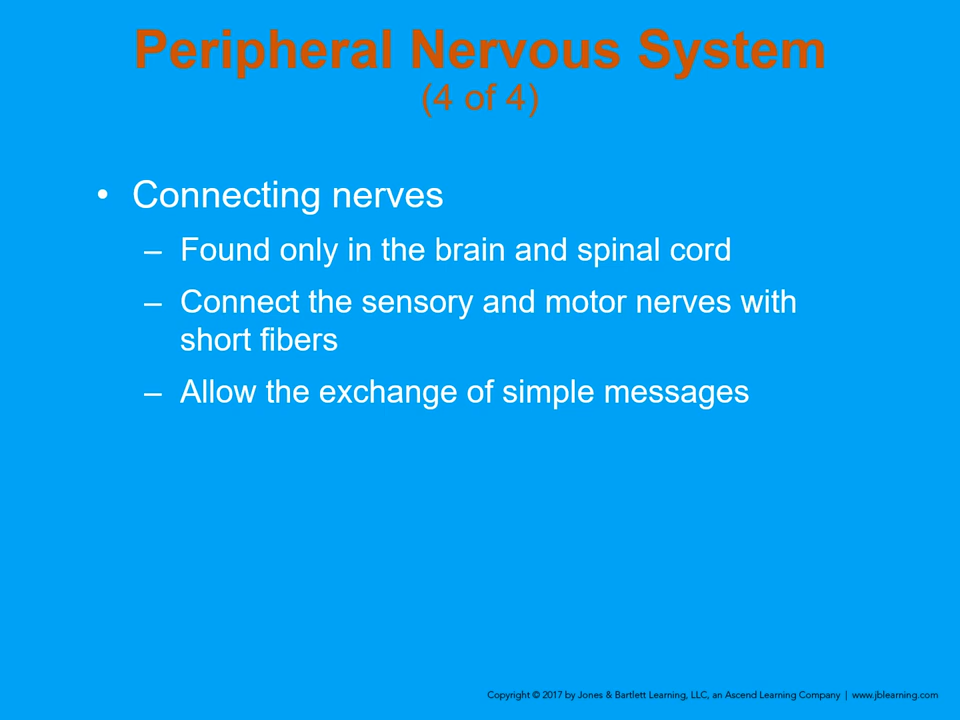 Peripheral Nervous System
(4 of 4)
• Connecting nerves
– Found only in the brain and spinal cord
– Connect the sensory and motor nerves with
short fibers
– Allow the exchange of simple messages
Copyright © 2017 by Jones & Bartlett Learning, LLC, an Ascend Learning Company | www.jblearning.com